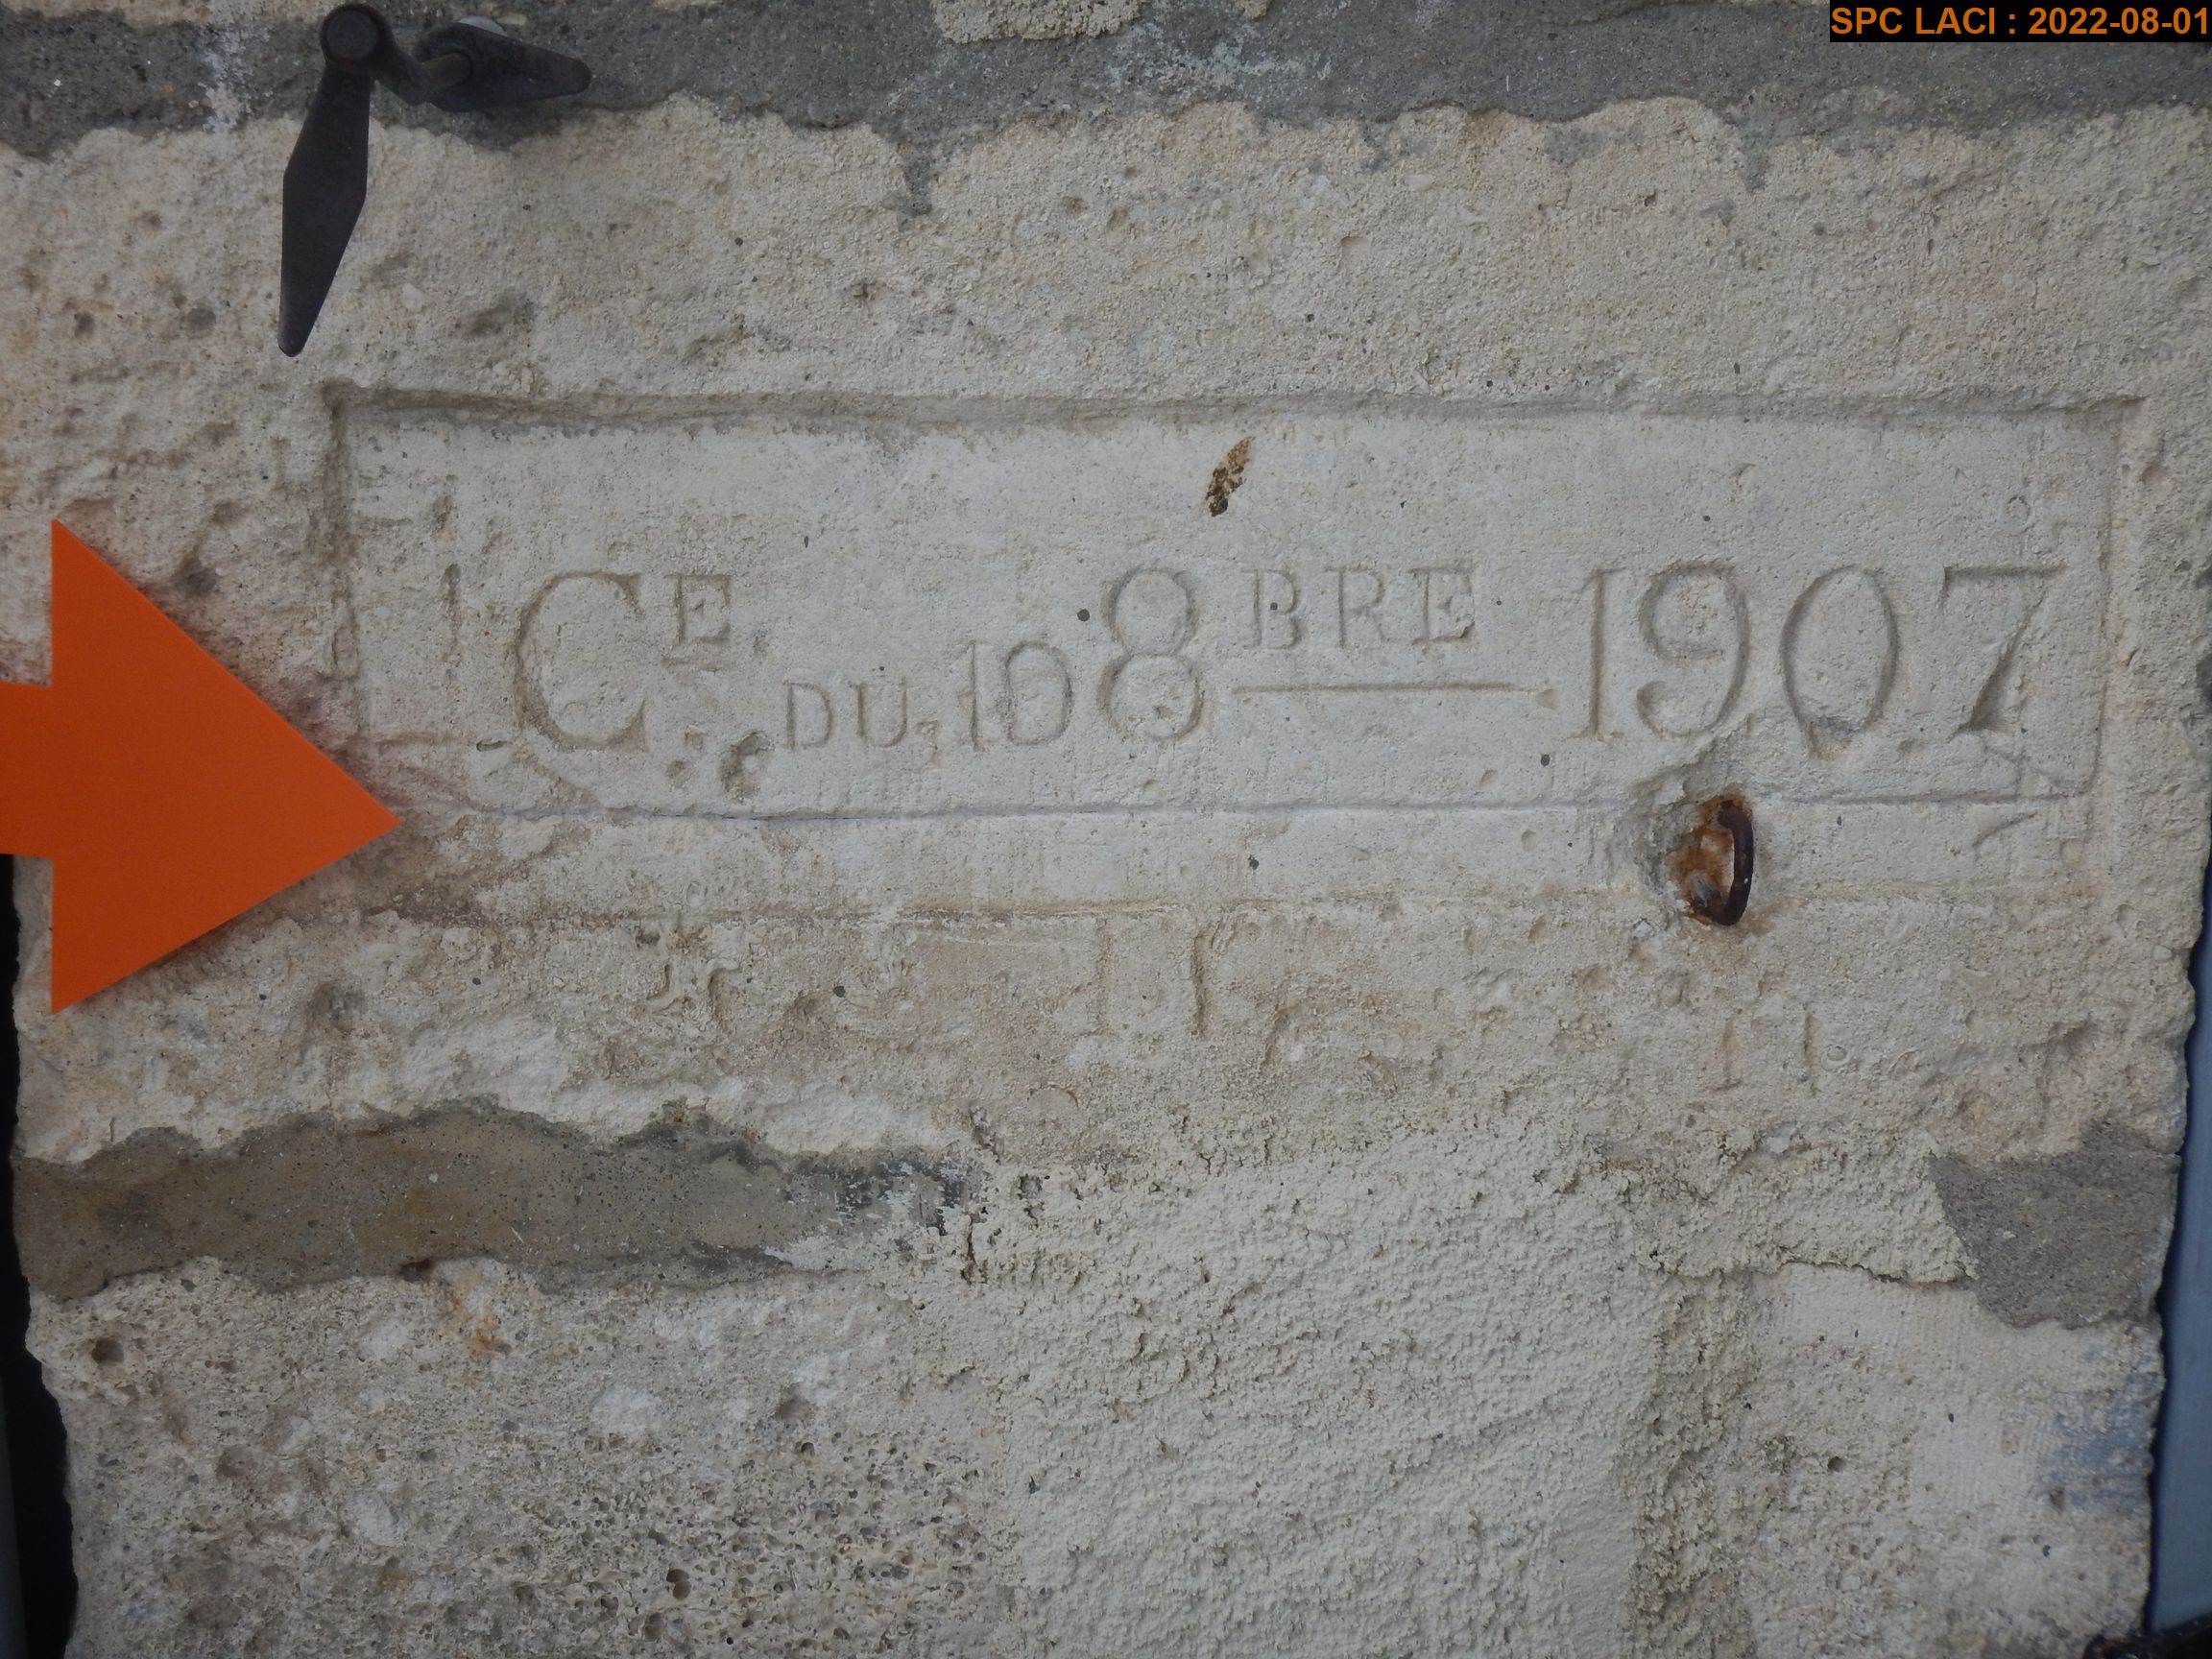 SPC LACI : 2022-08-01
CE. DU 10 8BRE 1907